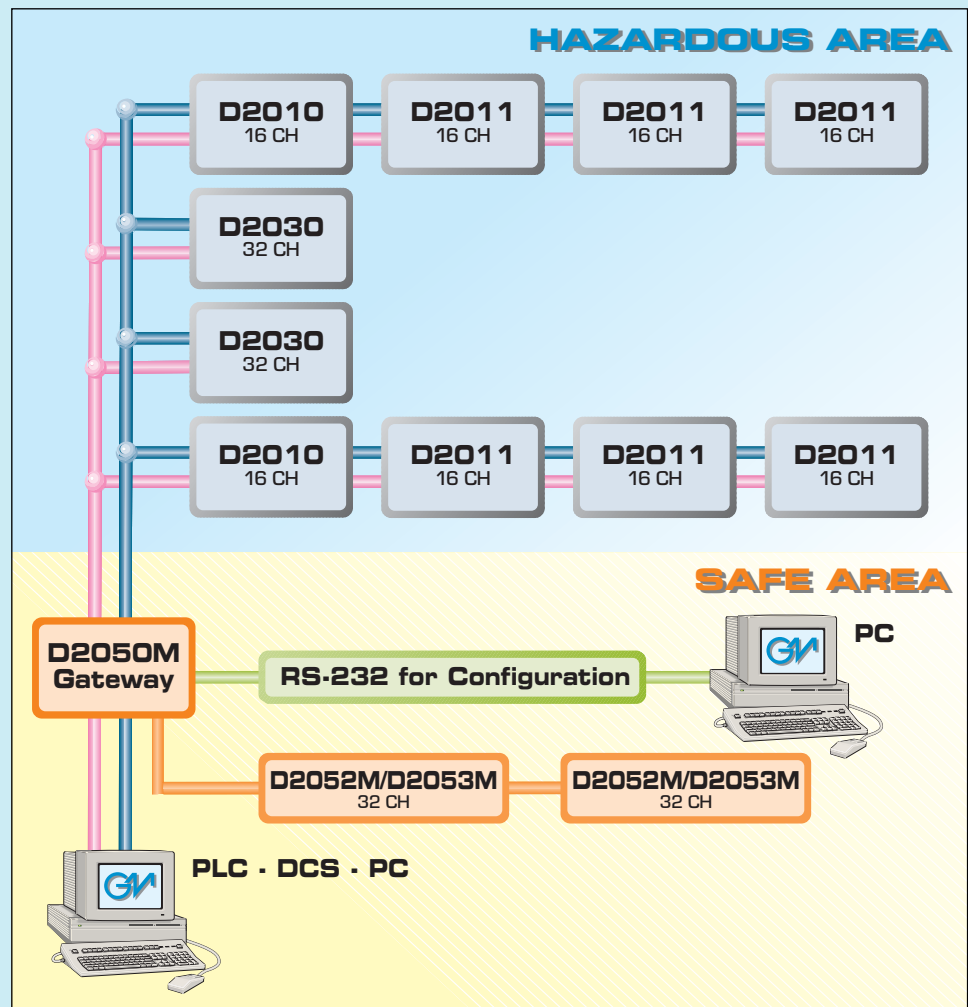 HAZARDOUS AREA
D2010
16 CH
D2011
16 CH
D2011
16 CH
D2011
16 CH
D2030
32 CH
D2030
32 CH
D2010
16 CH
D2011
16 CH
D2011
16 CH
D2011
16 CH
SAFE AREA
D2050M
Gateway
RS-232 for Configuration
GM
PC
D2052M/D2053M
32 CH
D2052M/D2053M
32 CH
GM
PLC - DCS - PC